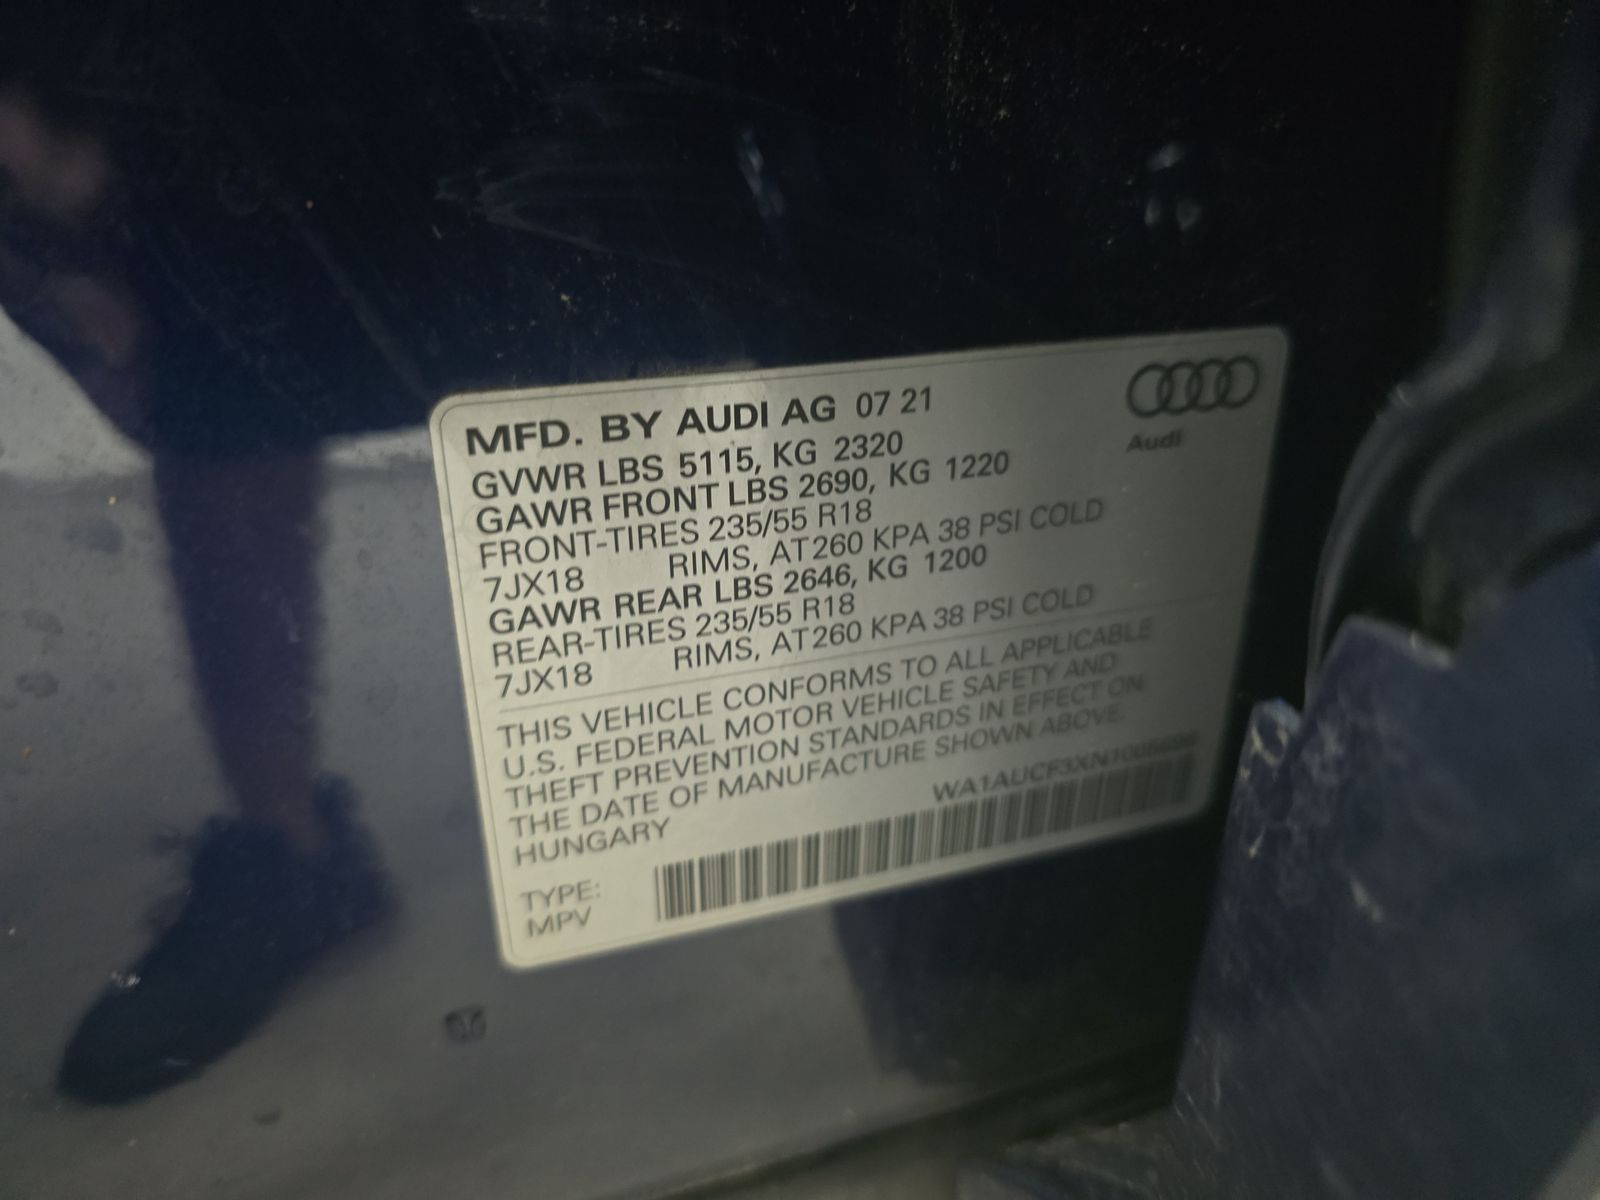 MFD. BY AUDI AG 07 21
Audi
GVWR LBS 5115, KG 2320
GAWR FRONT LBS 2690, KG 1220
FRONT-TIRES 235/55 R18
7JX18 RIMS, AT260 KPA 38 PSI COLD
GAWR REAR LBS 2646, KG 1200
REAR-TIRES 235/55 R18
7JX18 RIMS, AT260 KPA 38 PSI COLD
THIS VEHICLE CONFORMS TO ALL APPLICABLE
U.S. FEDERAL MOTOR VEHICLE SAFETY AND
THEFT PREVENTION STANDARDS IN EFFECT ON
THE DATE OF MANUFACTURE SHOWN ABOVE.
HUNGARY
TYPE:
MPV